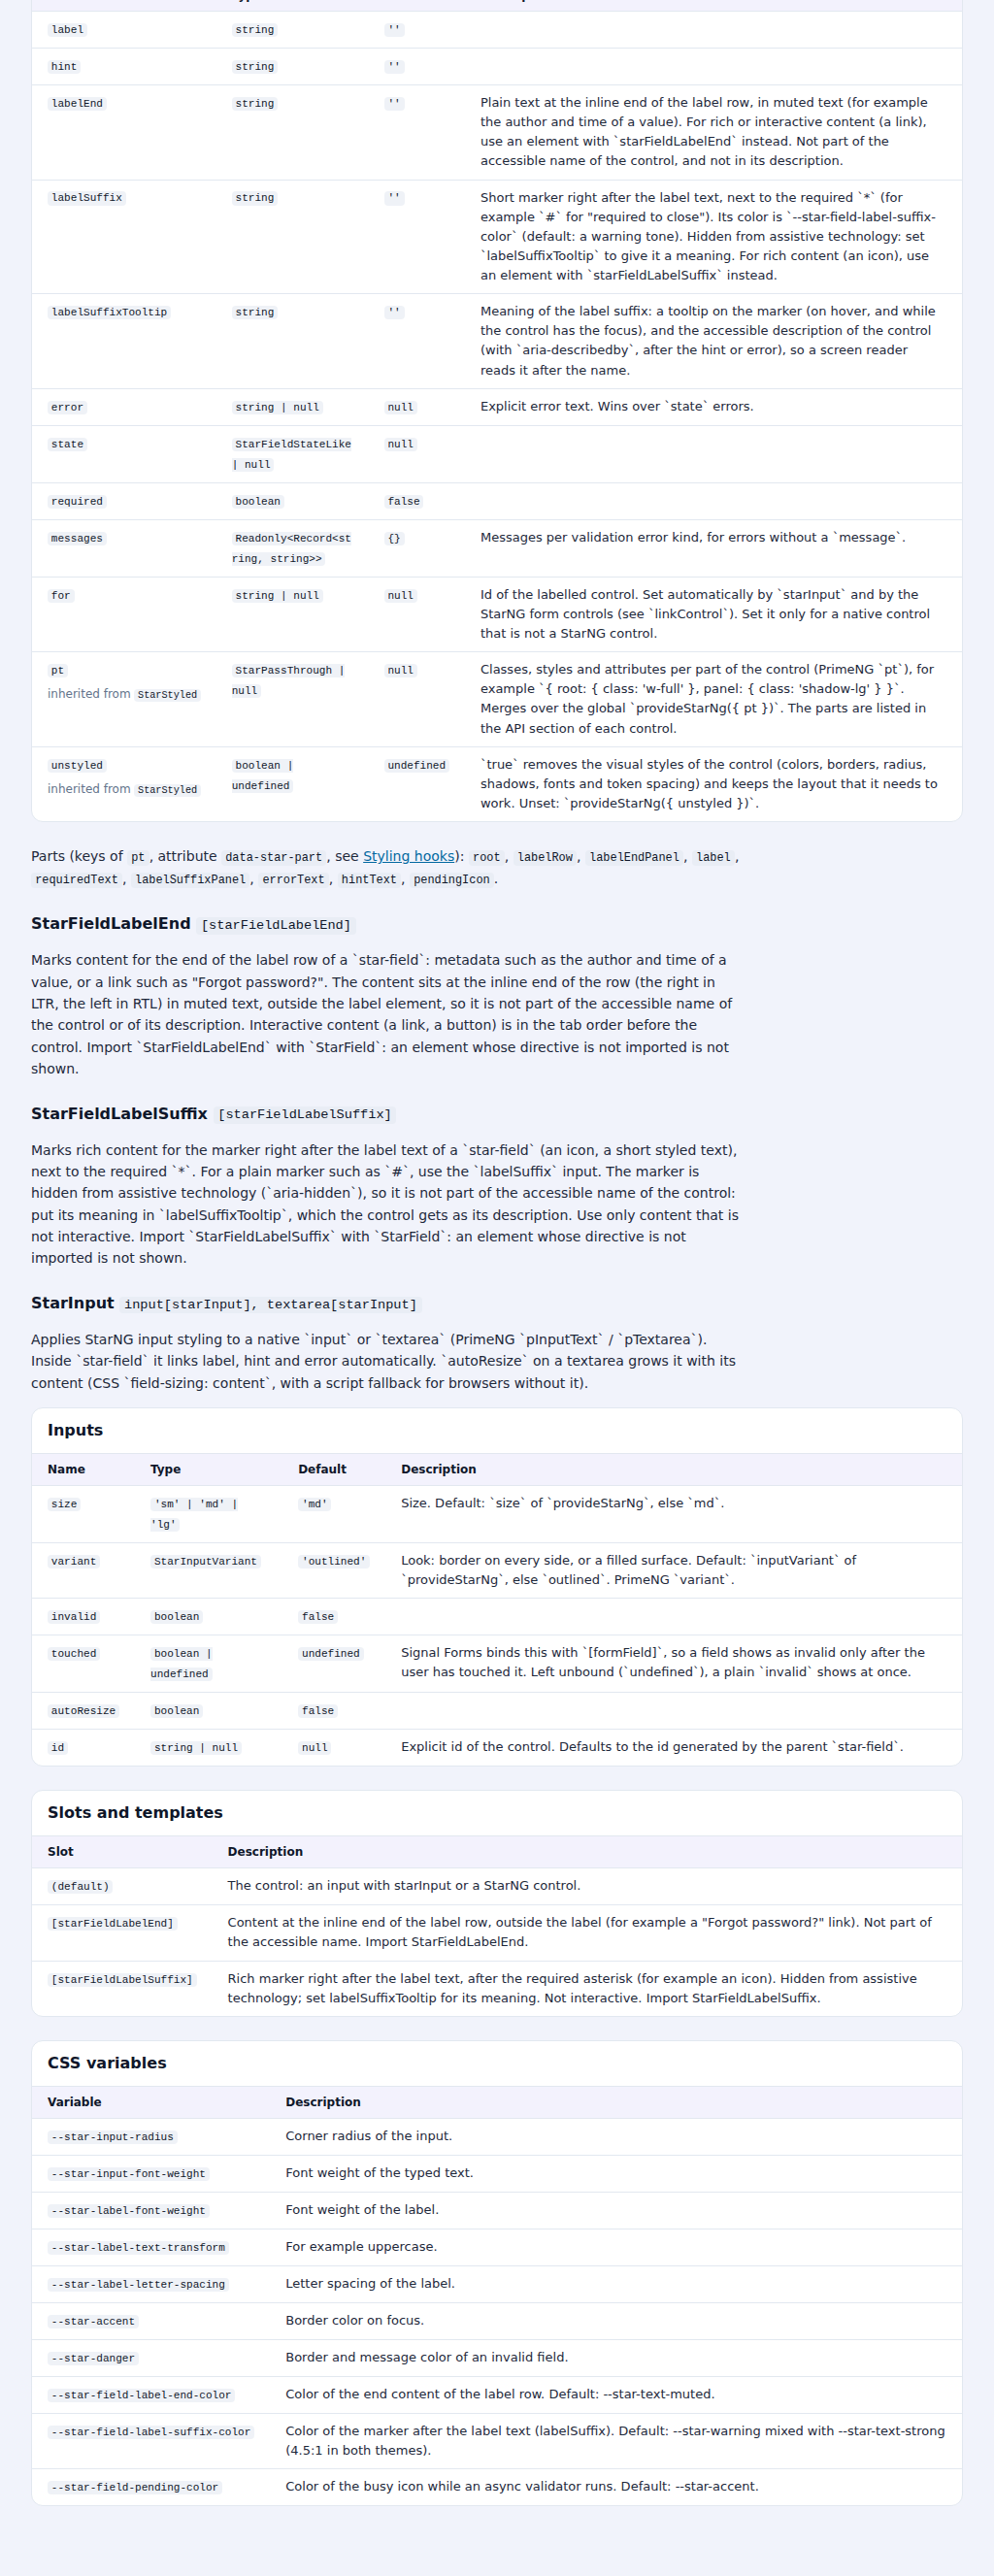 label string ''
hint string ''
labelEnd string '' Plain text at the inline end of the label row, in muted text (for example
the author and time of a value). For rich or interactive content (a link),
use an element with `starFieldLabelEnd` instead. Not part of the
accessible name of the control, and not in its description.
labelSuffix string '' Short marker right after the label text, next to the required `*` (for
example `#` for "required to close"). Its color is `--star-field-label-suffix-
color` (default: a warning tone). Hidden from assistive technology: set
`labelSuffixTooltip` to give it a meaning. For rich content (an icon), use
an element with `starFieldLabelSuffix` instead.
labelSuffixTooltip string '' Meaning of the label suffix: a tooltip on the marker (on hover, and while
the control has the focus), and the accessible description of the control
(with `aria-describedby`, after the hint or error), so a screen reader
reads it after the name.
error string | null null Explicit error text. Wins over `state` errors.
state StarFieldStateLike null
| null
required boolean false
messages Readonly<Record<st {} Messages per validation error kind, for errors without a `message`.
ring, string>>
for string | null null Id of the labelled control. Set automatically by `starInput` and by the
StarNG form controls (see `linkControl`). Set it only for a native control
that is not a StarNG control.
pt StarPassThrough | null Classes, styles and attributes per part of the control (PrimeNG `pt`), for
inherited from StarStyled null example `{ root: { class: 'w-full' }, panel: { class: 'shadow-lg' } }`.
Merges over the global `provideStarNg({ pt })`. The parts are listed in
the API section of each control.
unstyled boolean | undefined `true` removes the visual styles of the control (colors, borders, radius,
inherited from StarStyled undefined shadows, fonts and token spacing) and keeps the layout that it needs to
work. Unset: `provideStarNg({ unstyled })`.
Parts (keys of pt, attribute data-star-part, see Styling hooks): root, labelRow, labelEndPanel, label,
requiredText, labelSuffixPanel, errorText, hintText, pendingIcon.
StarFieldLabelEnd [starFieldLabelEnd]
Marks content for the end of the label row of a `star-field`: metadata such as the author and time of a
value, or a link such as "Forgot password?". The content sits at the inline end of the row (the right in
LTR, the left in RTL) in muted text, outside the label element, so it is not part of the accessible name of
the control or of its description. Interactive content (a link, a button) is in the tab order before the
control. Import `StarFieldLabelEnd` with `StarField`: an element whose directive is not imported is not
shown.
StarFieldLabelSuffix [starFieldLabelSuffix]
Marks rich content for the marker right after the label text of a `star-field` (an icon, a short styled text),
next to the required `*`. For a plain marker such as `#`, use the `labelSuffix` input. The marker is
hidden from assistive technology (`aria-hidden`), so it is not part of the accessible name of the control:
put its meaning in `labelSuffixTooltip`, which the control gets as its description. Use only content that is
not interactive. Import `StarFieldLabelSuffix` with `StarField`: an element whose directive is not
imported is not shown.
StarInput input[starInput], textarea[starInput]
Applies StarNG input styling to a native `input` or `textarea` (PrimeNG `pInputText` / `pTextarea`).
Inside `star-field` it links label, hint and error automatically. `autoResize` on a textarea grows it with its
content (CSS `field-sizing: content`, with a script fallback for browsers without it).
Inputs
Name Type Default Description
size 'sm' | 'md' | 'md' Size. Default: `size` of `provideStarNg`, else `md`.
'lg'
variant StarInputVariant 'outlined' Look: border on every side, or a filled surface. Default: `inputVariant` of
`provideStarNg`, else `outlined`. PrimeNG `variant`.
invalid boolean false
touched boolean | undefined Signal Forms binds this with `[formField]`, so a field shows as invalid only after the
undefined user has touched it. Left unbound (`undefined`), a plain `invalid` shows at once.
autoResize boolean false
id string | null null Explicit id of the control. Defaults to the id generated by the parent `star-field`.
Slots and templates
Slot Description
(default) The control: an input with starInput or a StarNG control.
[starFieldLabelEnd] Content at the inline end of the label row, outside the label (for example a "Forgot password?" link). Not part of
the accessible name. Import StarFieldLabelEnd.
[starFieldLabelSuffix] Rich marker right after the label text, after the required asterisk (for example an icon). Hidden from assistive
technology; set labelSuffixTooltip for its meaning. Not interactive. Import StarFieldLabelSuffix.
CSS variables
Variable Description
--star-input-radius Corner radius of the input.
--star-input-font-weight Font weight of the typed text.
--star-label-font-weight Font weight of the label.
--star-label-text-transform For example uppercase.
--star-label-letter-spacing Letter spacing of the label.
--star-accent Border color on focus.
--star-danger Border and message color of an invalid field.
--star-field-label-end-color Color of the end content of the label row. Default: --star-text-muted.
--star-field-label-suffix-color Color of the marker after the label text (labelSuffix). Default: --star-warning mixed with --star-text-strong
(4.5:1 in both themes).
--star-field-pending-color Color of the busy icon while an async validator runs. Default: --star-accent.